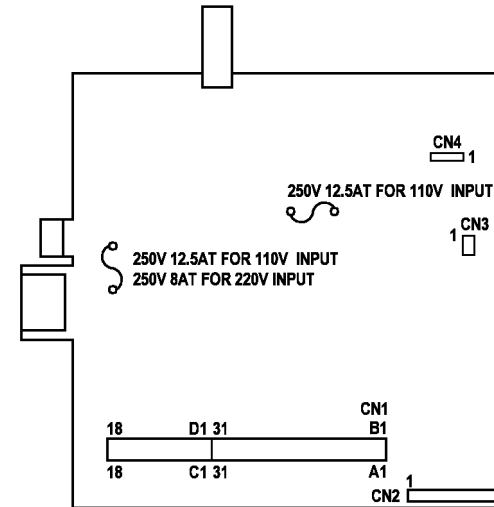 CN4
1
250V 12.5AT FOR 110V INPUT
1 CN3
250V 12.5AT FOR 110V INPUT
250V 8AT FOR 220V INPUT
CN1
18 D1 31 B1
18 C1 31 A1
1
CN2